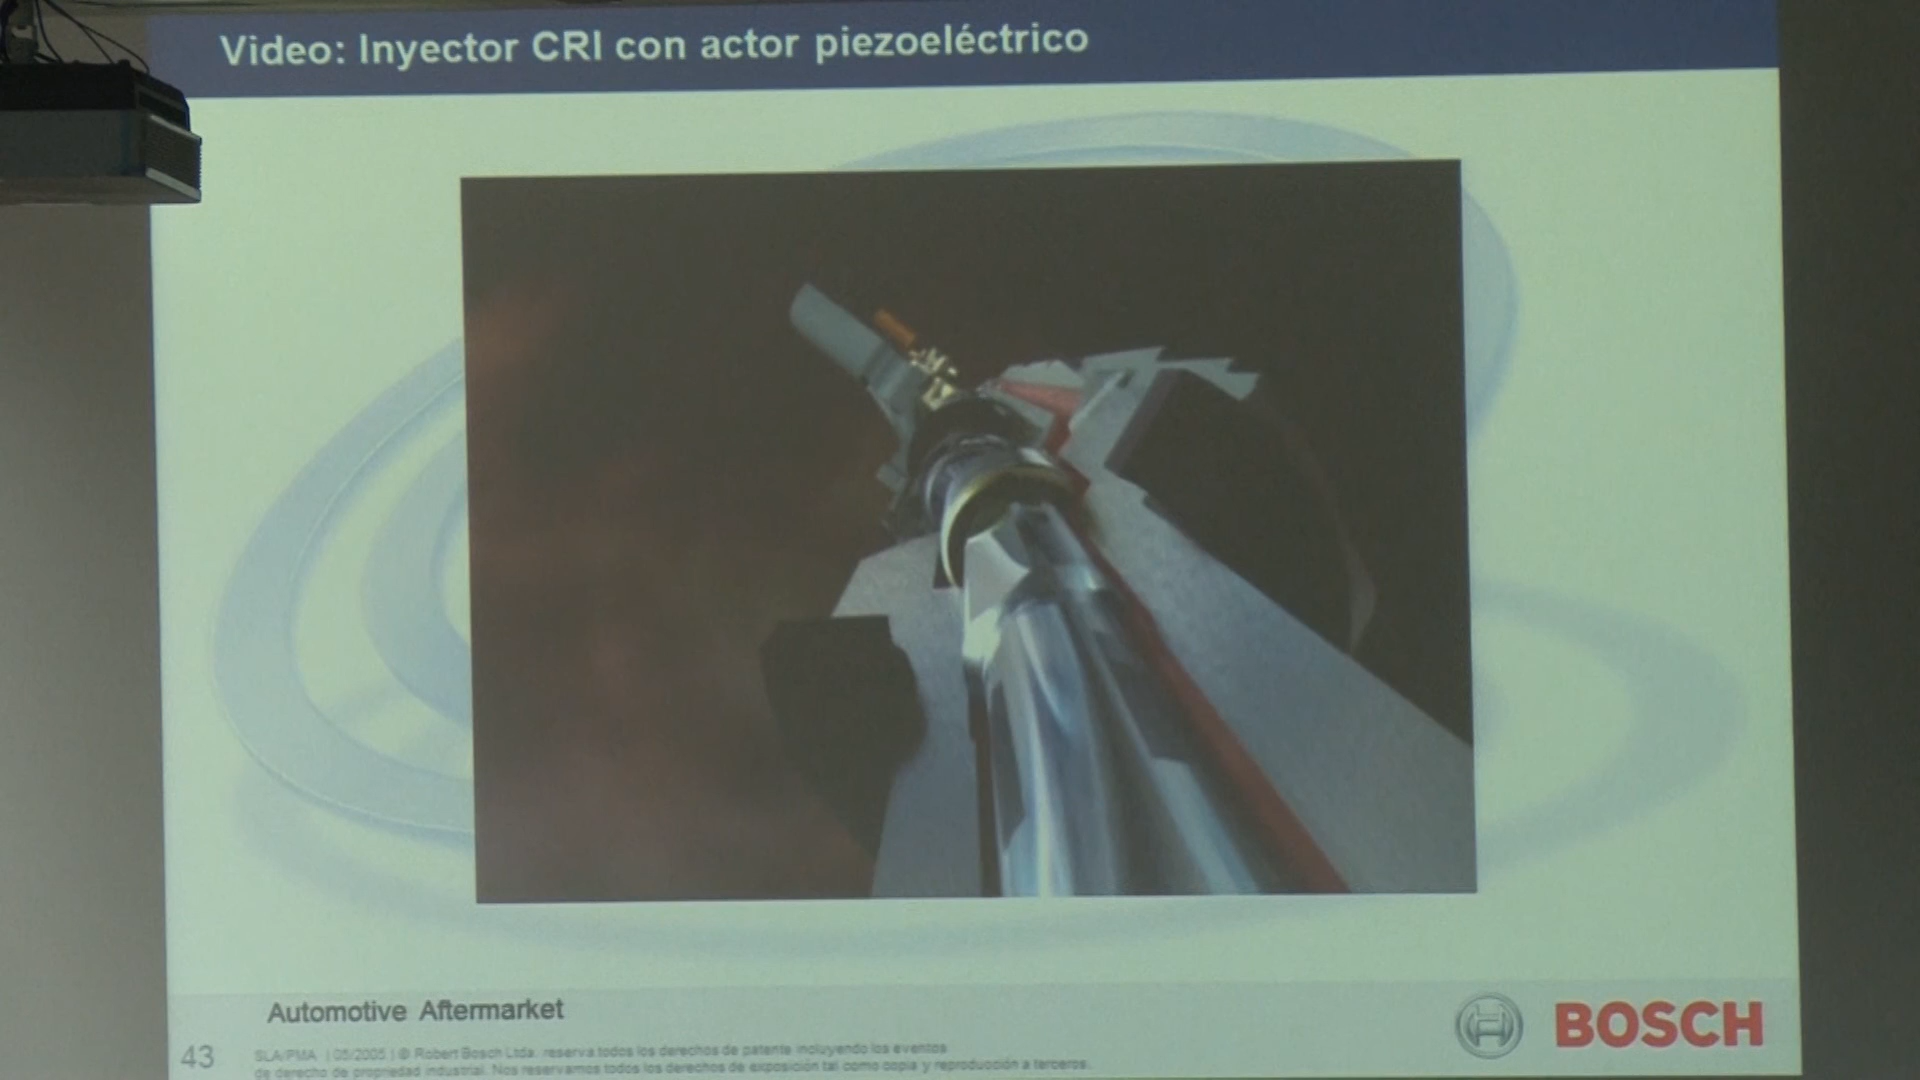 Video: Inyector CRI con actor piezoeléctrico
Automotive Aftermarket
BOSCH
43
SLA/PMA | 05/2005 | © Robert Bosch Ltda. reserva todos los derechos de patente incluyendo los eventos
de derecho de propiedad industrial. Nos reservamos todos los derechos de exposición tal como copia y reproducción a terceros.